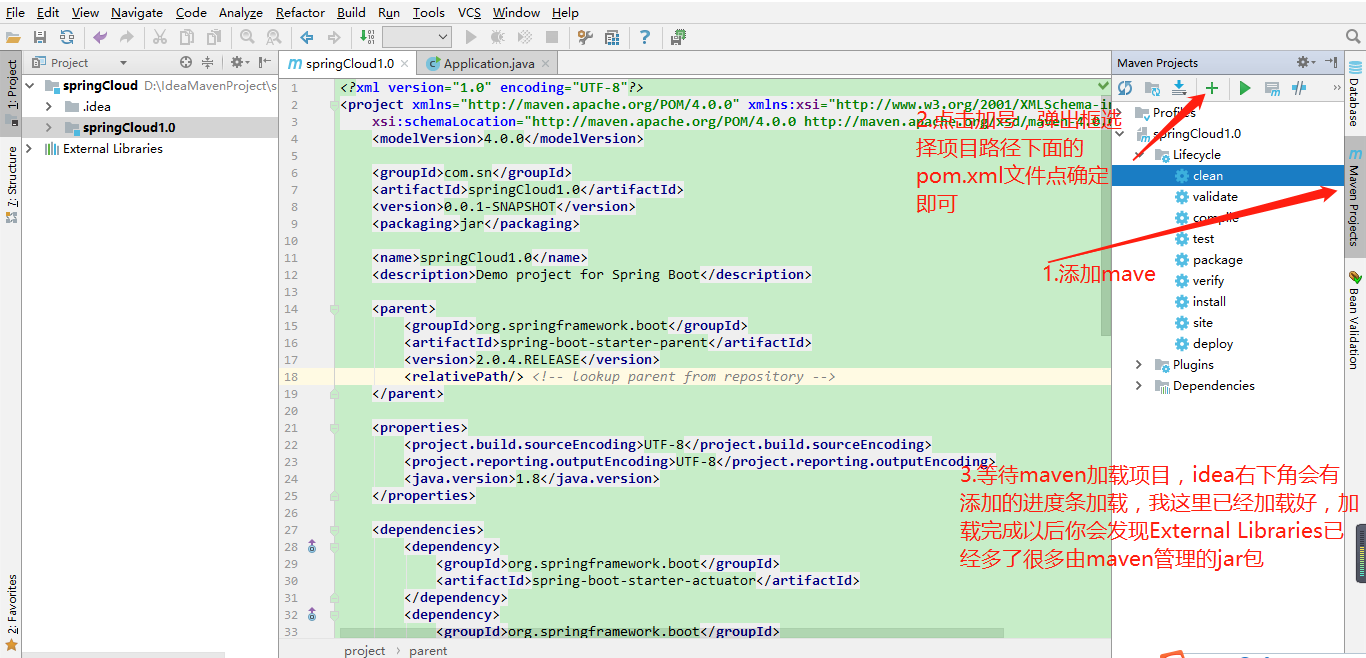 File Edit View Navigate Code Analyze Refactor Build Run Tools VCS Window Help
1: Project
7: Structure
2: Favorites
Project
springCloud D:\IdeaMavenProject\s
.idea
springCloud1.0
External Libraries
springCloud1.0
Application.java
1 <?xml version="1.0" encoding="UTF-8"?>
2 <project xmlns="http://maven.apache.org/POM/4.0.0" xmlns:xsi="http://www.w3.org/2001/XMLSchema-in
3 xsi:schemaLocation="http://maven.apache.org/POM/4.0.0 http://maven.apache.org/xsd/maven-4.0.
4 <modelVersion>4.0.0</modelVersion>
5
6 <groupId>com.sn</groupId>
7 <artifactId>springCloud1.0</artifactId>
8 <version>0.0.1-SNAPSHOT</version>
9 <packaging>jar</packaging>
10
11 <name>springCloud1.0</name>
12 <description>Demo project for Spring Boot</description>
13
14 <parent>
15 <groupId>org.springframework.boot</groupId>
16 <artifactId>spring-boot-starter-parent</artifactId>
17 <version>2.0.4.RELEASE</version>
18 <relativePath/> <!-- lookup parent from repository -->
19 </parent>
20
21 <properties>
22 <project.build.sourceEncoding>UTF-8</project.build.sourceEncoding>
23 <project.reporting.outputEncoding>UTF-8</project.reporting.outputEncoding>
24 <java.version>1.8</java.version>
25 </properties>
26
27 <dependencies>
28 <dependency>
29 <groupId>org.springframework.boot</groupId>
30 <artifactId>spring-boot-starter-actuator</artifactId>
31 </dependency>
32 <dependency>
33 <groupId>org.springframework.boot</groupId>
project › parent
2.点击加号，弹出框选
择项目路径下面的
pom.xml文件点确定
即可
1.添加mave
3.等待maven加载项目，idea右下角会有
添加的进度条加载，我这里已经加载好，加
载完成以后你会发现External Libraries已
经多了很多由maven管理的jar包
Maven Projects
Profiles
springCloud1.0
Lifecycle
clean
validate
compile
test
package
verify
install
site
deploy
Plugins
Dependencies
Database
Maven Projects
Bean Validation